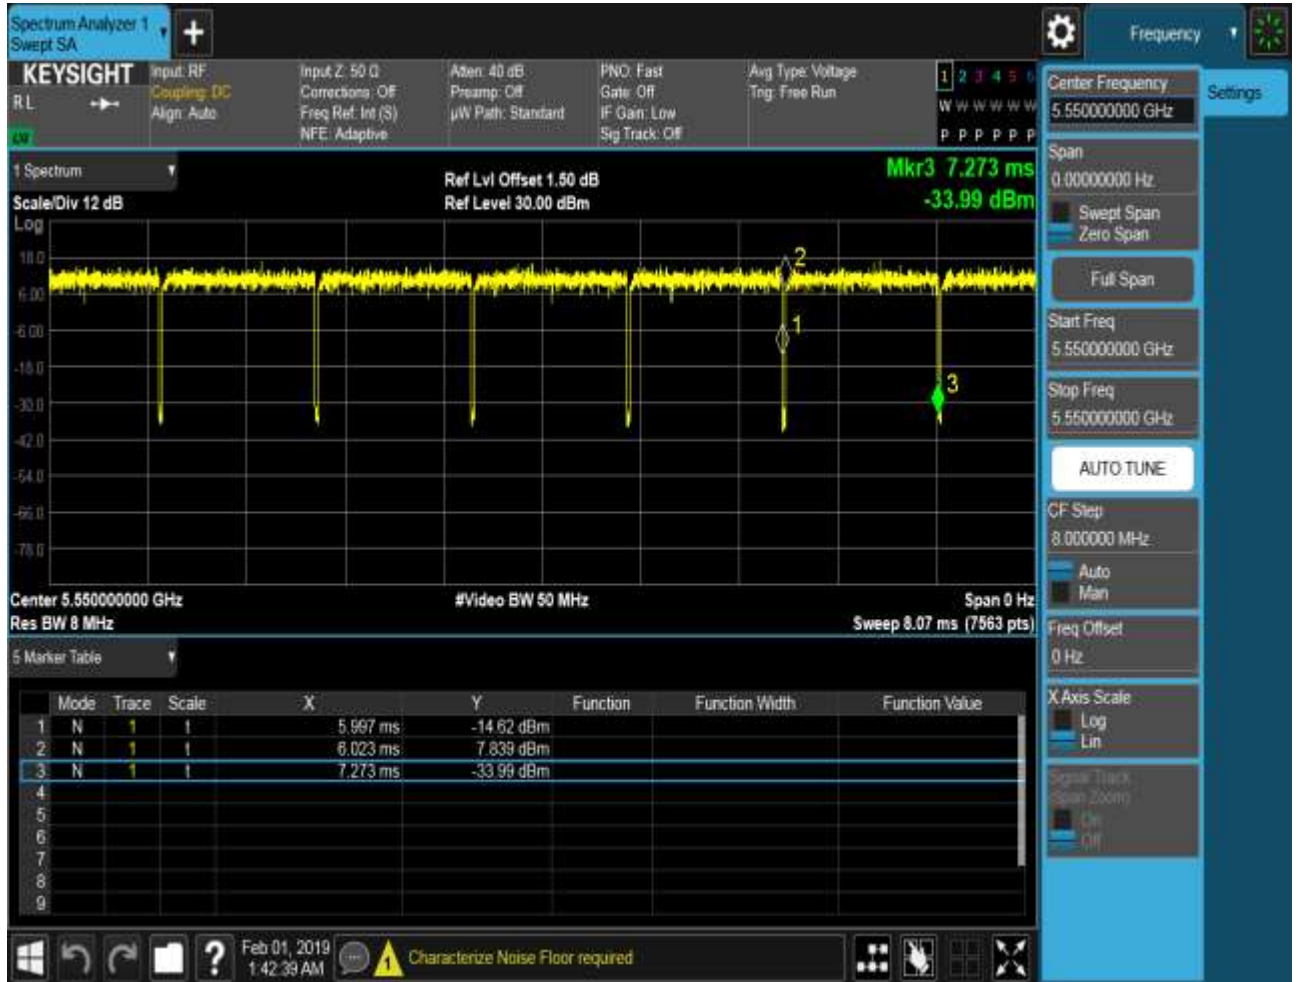 Spectrum Analyzer 1
Swept SA
+
Frequency
KEYSIGHT
RL
Input: RF
Coupling: DC
Align: Auto
Input Z: 50 Ω
Corrections: Off
Freq Ref: Int (S)
NFE: Adaptive
Atten: 40 dB
Preamp: Off
µW Path: Standard
PNO: Fast
Gate: Off
IF Gain: Low
Sig Track: Off
Avg Type: Voltage
Trig: Free Run
1 2 3 4 5 6
W W W W W W
P P P P P P
1 Spectrum
Scale/Div 12 dB
Log
Ref Lvl Offset 1.50 dB
Ref Level 30.00 dBm
Mkr3 7.273 ms
-33.99 dBm
18.0
6.00
-6.00
-18.0
-30.0
-42.0
-54.0
-66.0
-78.0
2
1
3
Center 5.550000000 GHz
#Video BW 50 MHz
Span 0 Hz
Res BW 8 MHz
Sweep 8.07 ms (7563 pts)
5 Marker Table
Mode Trace Scale X Y Function Function Width Function Value
1 N 1 t 5.997 ms -14.62 dBm
2 N 1 t 6.023 ms 7.839 dBm
3 N 1 t 7.273 ms -33.99 dBm
4
5
6
7
8
9
Feb 01, 2019
1:42:39 AM
1
Characterize Noise Floor required
?
Center Frequency
5.550000000 GHz
Settings
Span
0.00000000 Hz
Swept Span
Zero Span
Full Span
Start Freq
5.550000000 GHz
Stop Freq
5.550000000 GHz
AUTO TUNE
CF Step
8.000000 MHz
Auto
Man
Freq Offset
0 Hz
X Axis Scale
Log
Lin
Signal Track
(Span Zoom)
On
Off